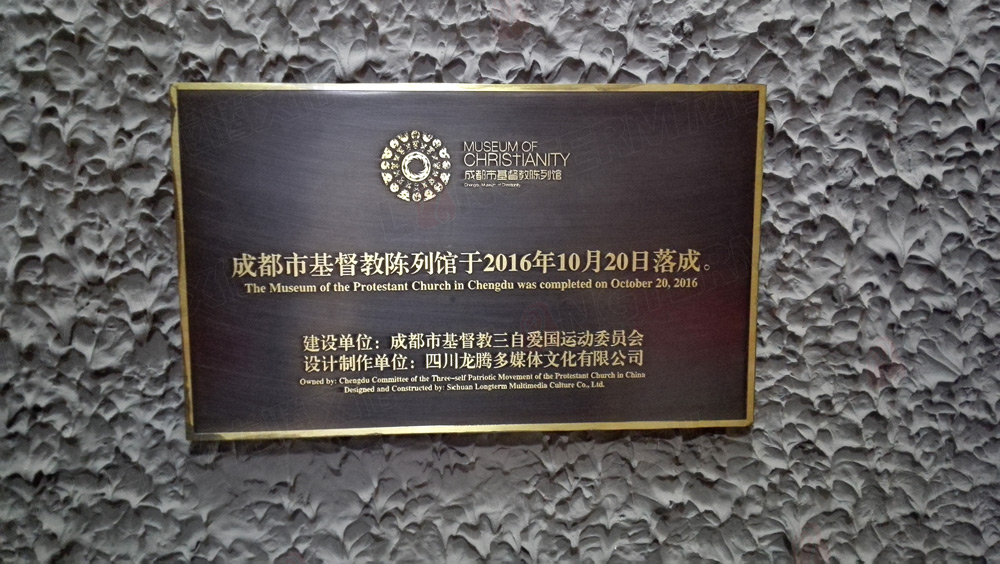 MUSEUM OF
CHRISTIANITY
成都市基督教陈列馆
Chengdu Museum of Christianity
成都市基督教陈列馆于2016年10月20日落成。
The Museum of the Protestant Church in Chengdu was completed on October 20, 2016
建设单位：成都市基督教三自爱国运动委员会
设计制作单位：四川龙腾多媒体文化有限公司
Owned by: Chengdu Committee of the Three-self Patriotic Movement of the Protestant Church in China
Designed and Constructed by: Sichuan Longterm Multimedia Culture Co., Ltd.